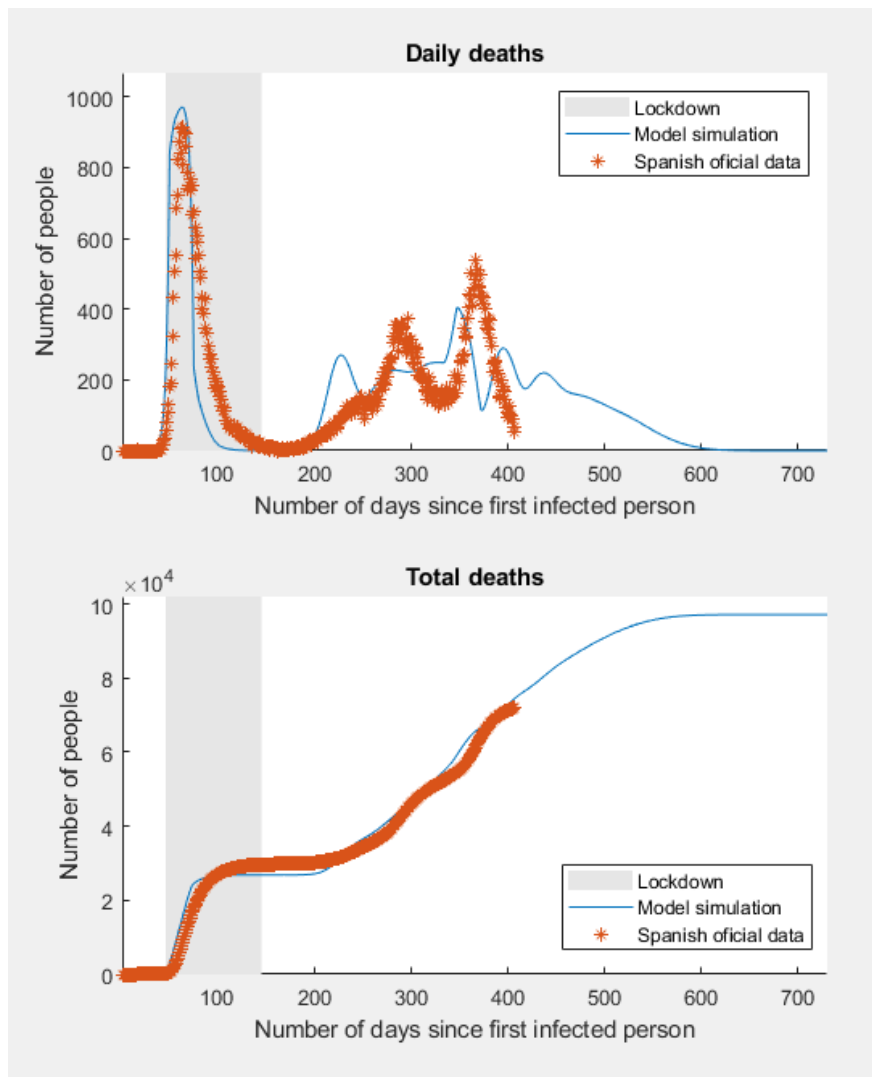 Daily deaths
1000
800
600
400
200
0
Number of people
Lockdown
Model simulation
Spanish oficial data
100 200 300 400 500 600 700
Number of days since first infected person
Total deaths
×10⁴
10
8
6
4
2
0
Number of people
Lockdown
Model simulation
Spanish oficial data
100 200 300 400 500 600 700
Number of days since first infected person